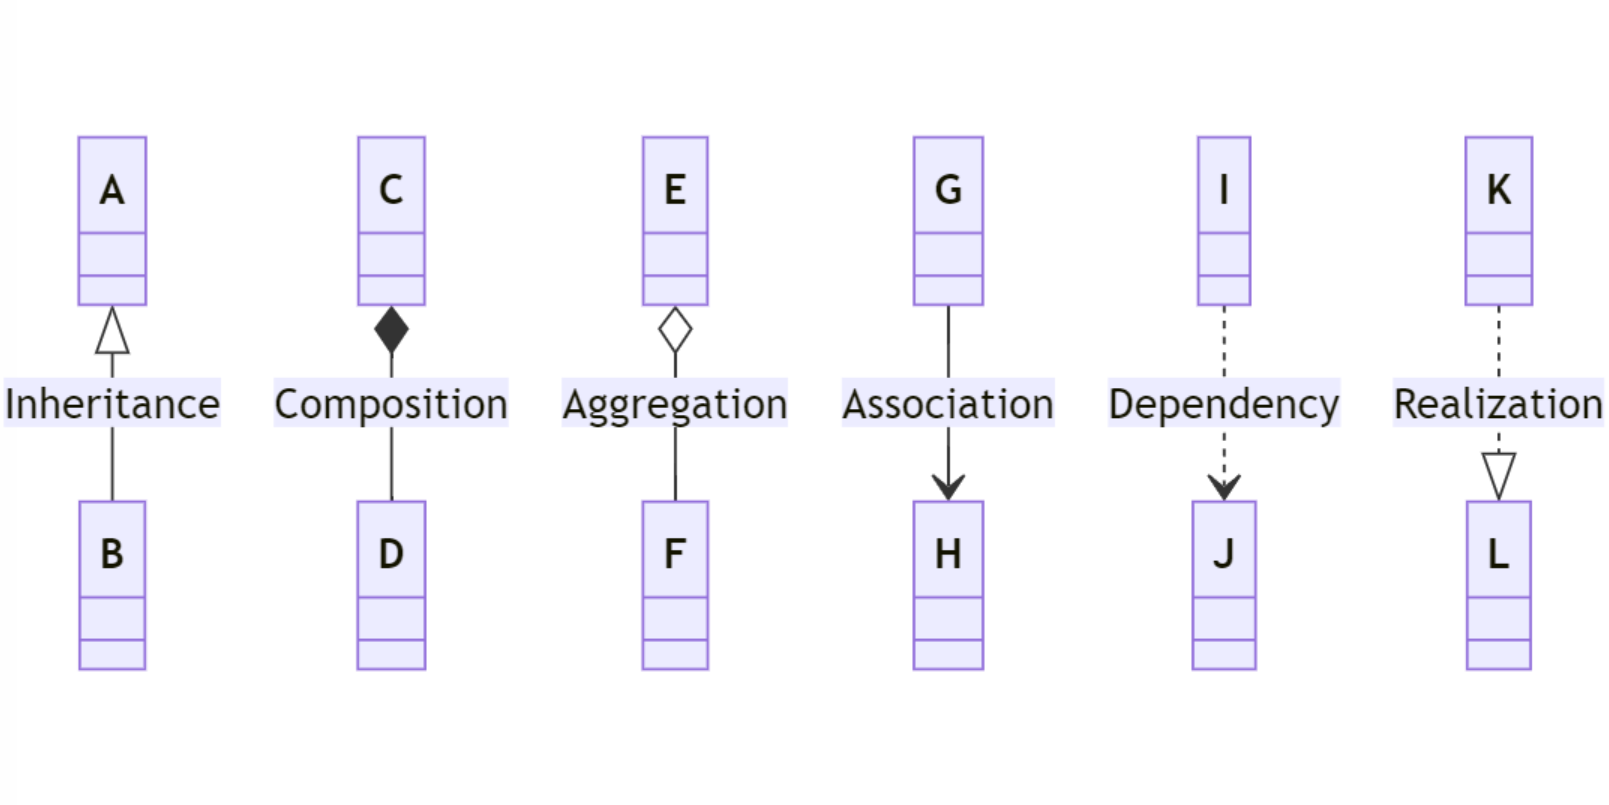 A
C
E
G
I
K
Inheritance
Composition
Aggregation
Association
Dependency
Realization
B
D
F
H
J
L